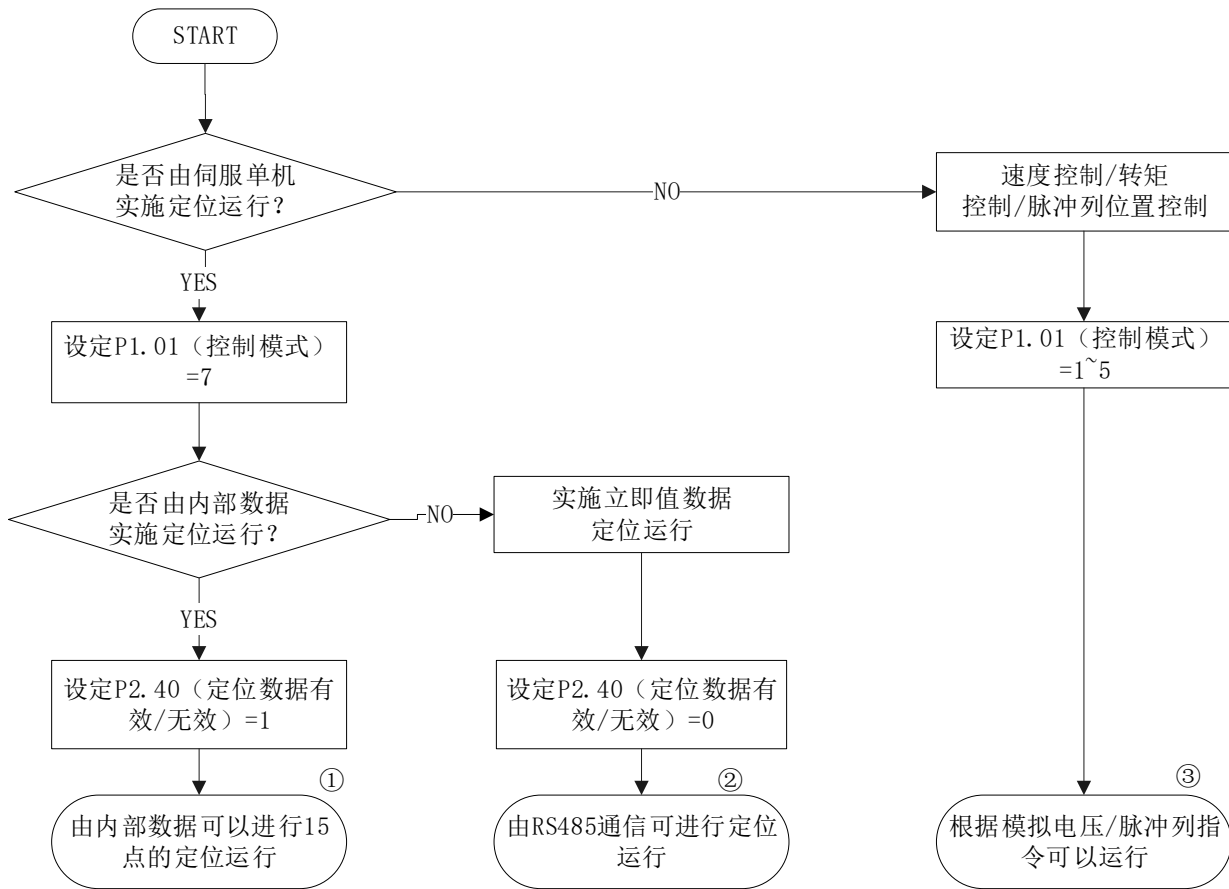 START
是否由伺服单机
实施定位运行?
NO
速度控制/转矩
控制/脉冲列位置控制
YES
设定P1.01（控制模式）
=7
设定P1.01（控制模式）
=1~5
是否由内部数据
实施定位运行?
NO
实施立即值数据
定位运行
YES
设定P2.40（定位数据有
效/无效）=1
设定P2.40（定位数据有
效/无效）=0
①
由内部数据可以进行15
点的定位运行
②
由RS485通信可进行定位
运行
③
根据模拟电压/脉冲列指
令可以运行